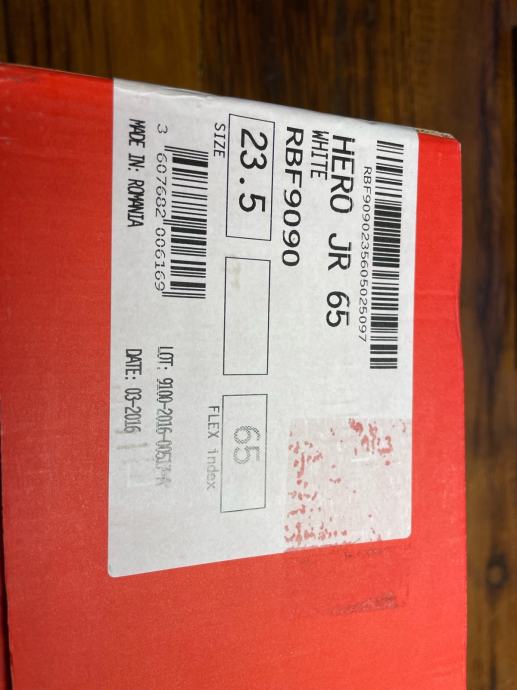 RBF9090235605025097
HERO JR 65
WHITE
RBF9090
23.5
SIZE
65
FLEX index
3 607682 006169
MADE IN: ROMANIA
LOT: 9100-2016-00513-R
DATE: 03-2016